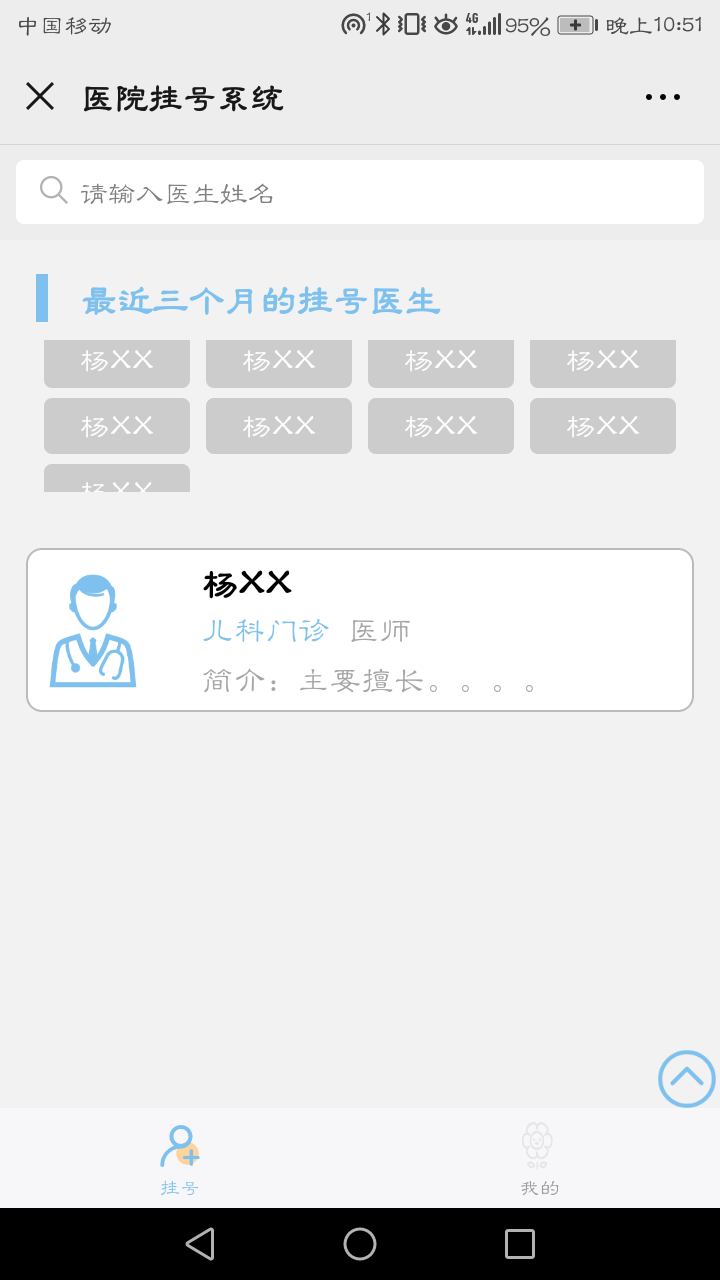 中国移动 1 4G 95% 晚上10:51
医院挂号系统
请输入医生姓名
最近三个月的挂号医生
杨XX 杨XX 杨XX 杨XX
杨XX 杨XX 杨XX 杨XX
杨XX
杨XX
儿科门诊 医师
简介：主要擅长。。。。
挂号 我的